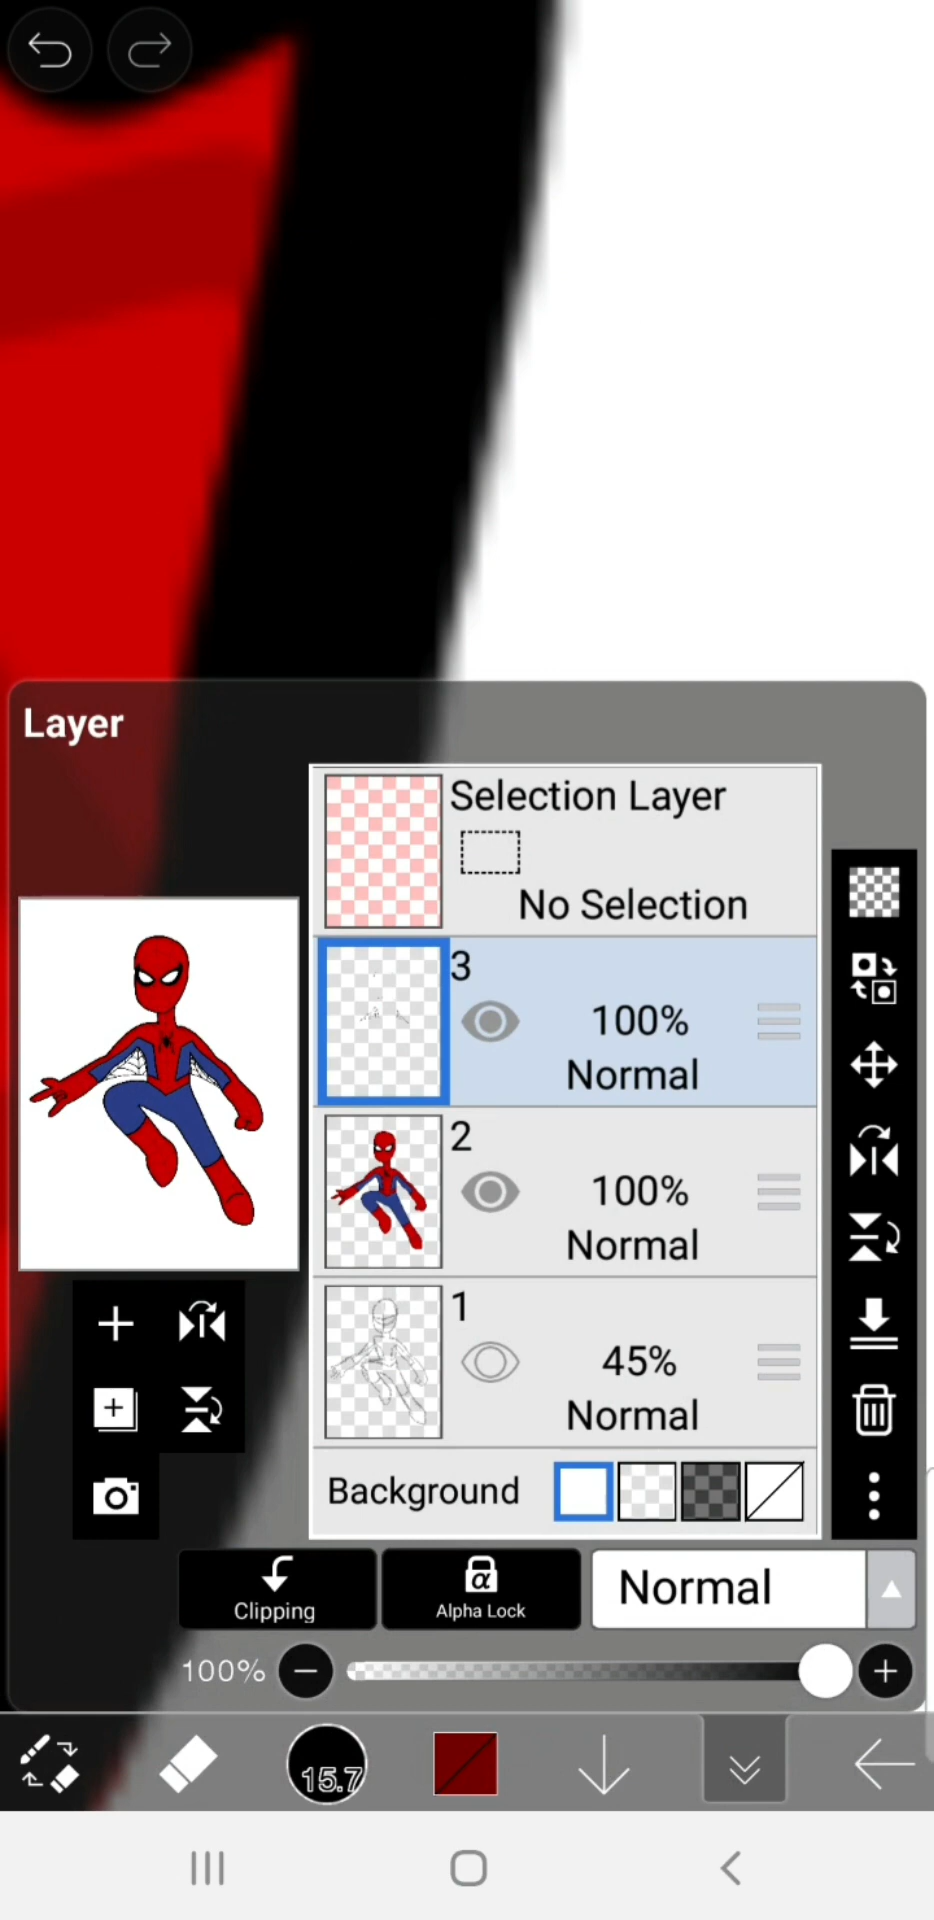 Layer
Selection Layer
No Selection
3
100%
Normal
2
100%
Normal
1
45%
Normal
Background
Clipping
α
Alpha Lock
Normal
100%
15.7